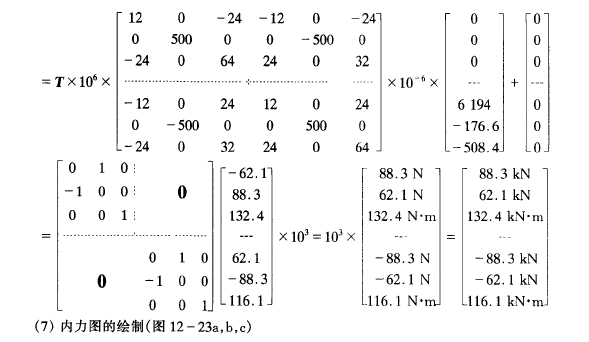 12 0 -24 -12 0 -24 0 0
0 500 0 0 -500 0 0 0
-24 0 64 24 0 32 0 0
= T×10⁶× ×10⁻⁶× --- + ---
-12 0 24 12 0 24 6 194 0
0 -500 0 0 500 0 -176.6 0
-24 0 32 24 0 64 -508.4 0
0 1 0 -62.1 88.3 N 88.3 kN
-1 0 0 0 88.3 62.1 N 62.1 kN
0 0 1 132.4 132.4 N·m 132.4 kN·m
= --- ×10³=10³× --- = ---
0 1 0 62.1 -88.3 N -88.3 kN
0 -1 0 0 -88.3 -62.1 N -62.1 kN
0 0 1 116.1 116.1 N·m 116.1 kN·m
(7) 内力图的绘制(图 12-23a,b,c)